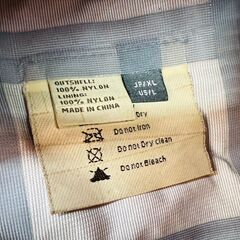 OUTSHELL:
100% NYLON
LINING:
100% NYLON
MADE IN CHINA
JP/XL
US/L
Dry
Do not Iron
Do not Dry clean
Do not Bleach